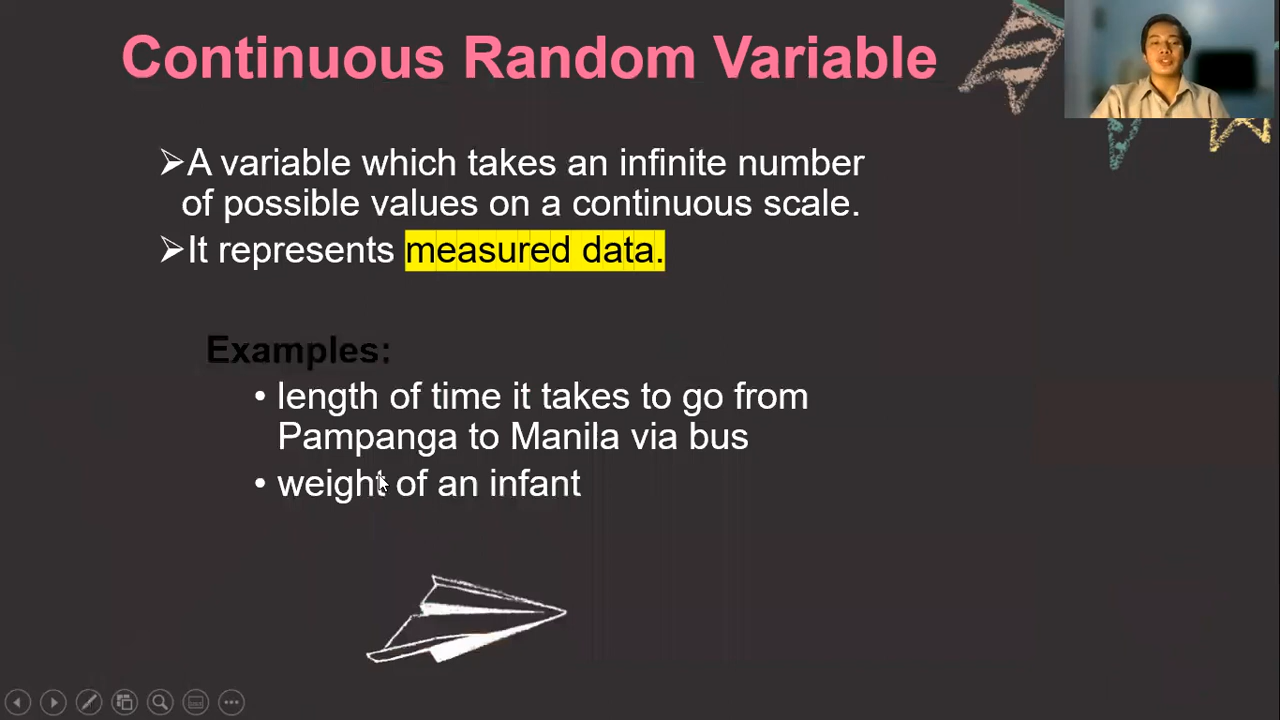 Continuous Random Variable
➢A variable which takes an infinite number
of possible values on a continuous scale.
➢It represents measured data.
Examples:
• length of time it takes to go from
Pampanga to Manila via bus
• weight of an infant